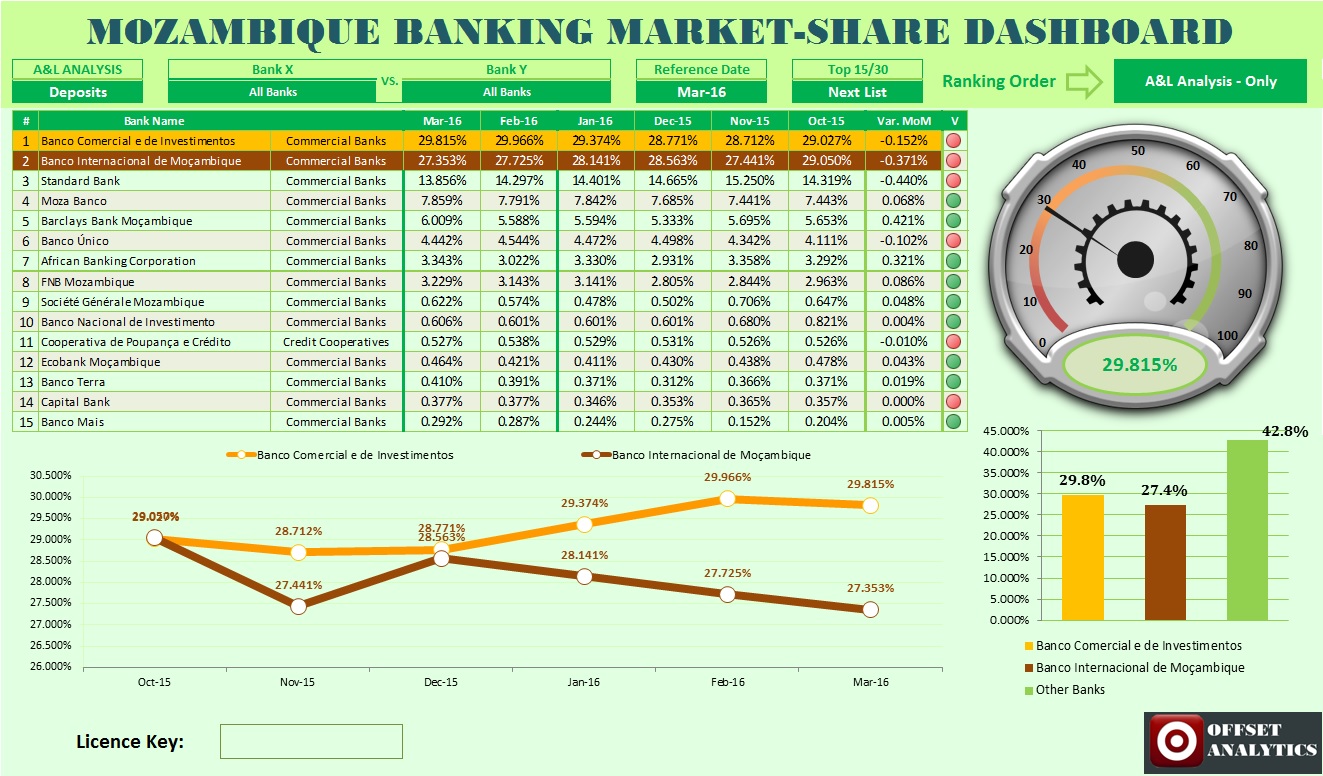 MOZAMBIQUE BANKING MARKET-SHARE DASHBOARD
A&L ANALYSIS Bank X VS. Bank Y Reference Date Top 15/30 Ranking Order A&L Analysis - Only
Deposits All Banks All Banks Mar-16 Next List
# Bank Name Mar-16 Feb-16 Jan-16 Dec-15 Nov-15 Oct-15 Var. MoM V
1 Banco Comercial e de Investimentos Commercial Banks 29.815% 29.966% 29.374% 28.771% 28.712% 29.027% -0.152%
2 Banco Internacional de Moçambique Commercial Banks 27.353% 27.725% 28.141% 28.563% 27.441% 29.050% -0.371%
3 Standard Bank Commercial Banks 13.856% 14.297% 14.401% 14.665% 15.250% 14.319% -0.440%
4 Moza Banco Commercial Banks 7.859% 7.791% 7.842% 7.685% 7.441% 7.443% 0.068%
5 Barclays Bank Moçambique Commercial Banks 6.009% 5.588% 5.594% 5.333% 5.695% 5.653% 0.421%
6 Banco Único Commercial Banks 4.442% 4.544% 4.472% 4.498% 4.342% 4.111% -0.102%
7 African Banking Corporation Commercial Banks 3.343% 3.022% 3.330% 2.931% 3.358% 3.292% 0.321%
8 FNB Mozambique Commercial Banks 3.229% 3.143% 3.141% 2.805% 2.844% 2.963% 0.086%
9 Société Générale Mozambique Commercial Banks 0.622% 0.574% 0.478% 0.502% 0.706% 0.647% 0.048%
10 Banco Nacional de Investimento Commercial Banks 0.606% 0.601% 0.601% 0.601% 0.680% 0.821% 0.004%
11 Cooperativa de Poupança e Crédito Credit Cooperatives 0.527% 0.538% 0.529% 0.531% 0.526% 0.526% -0.010%
12 Ecobank Moçambique Commercial Banks 0.464% 0.421% 0.411% 0.430% 0.438% 0.478% 0.043%
13 Banco Terra Commercial Banks 0.410% 0.391% 0.371% 0.312% 0.366% 0.371% 0.019%
14 Capital Bank Commercial Banks 0.377% 0.377% 0.346% 0.353% 0.365% 0.357% 0.000%
15 Banco Mais Commercial Banks 0.292% 0.287% 0.244% 0.275% 0.152% 0.204% 0.005%
0 10 20 30 40 50 60 70 80 90 100
29.815%
Banco Comercial e de Investimentos Banco Internacional de Moçambique
30.500%
30.000%
29.500%
29.000%
28.500%
28.000%
27.500%
27.000%
26.500%
26.000%
28.712% 28.771% 29.374% 29.966% 29.815%
29.050% 27.441% 28.563% 28.141% 27.725% 27.353%
Oct-15 Nov-15 Dec-15 Jan-16 Feb-16 Mar-16
45.000%
40.000%
35.000%
30.000%
25.000%
20.000%
15.000%
10.000%
5.000%
0.000%
29.8% 27.4% 42.8%
Banco Comercial e de Investimentos
Banco Internacional de Moçambique
Other Banks
Licence Key:
OFFSET
ANALYTICS